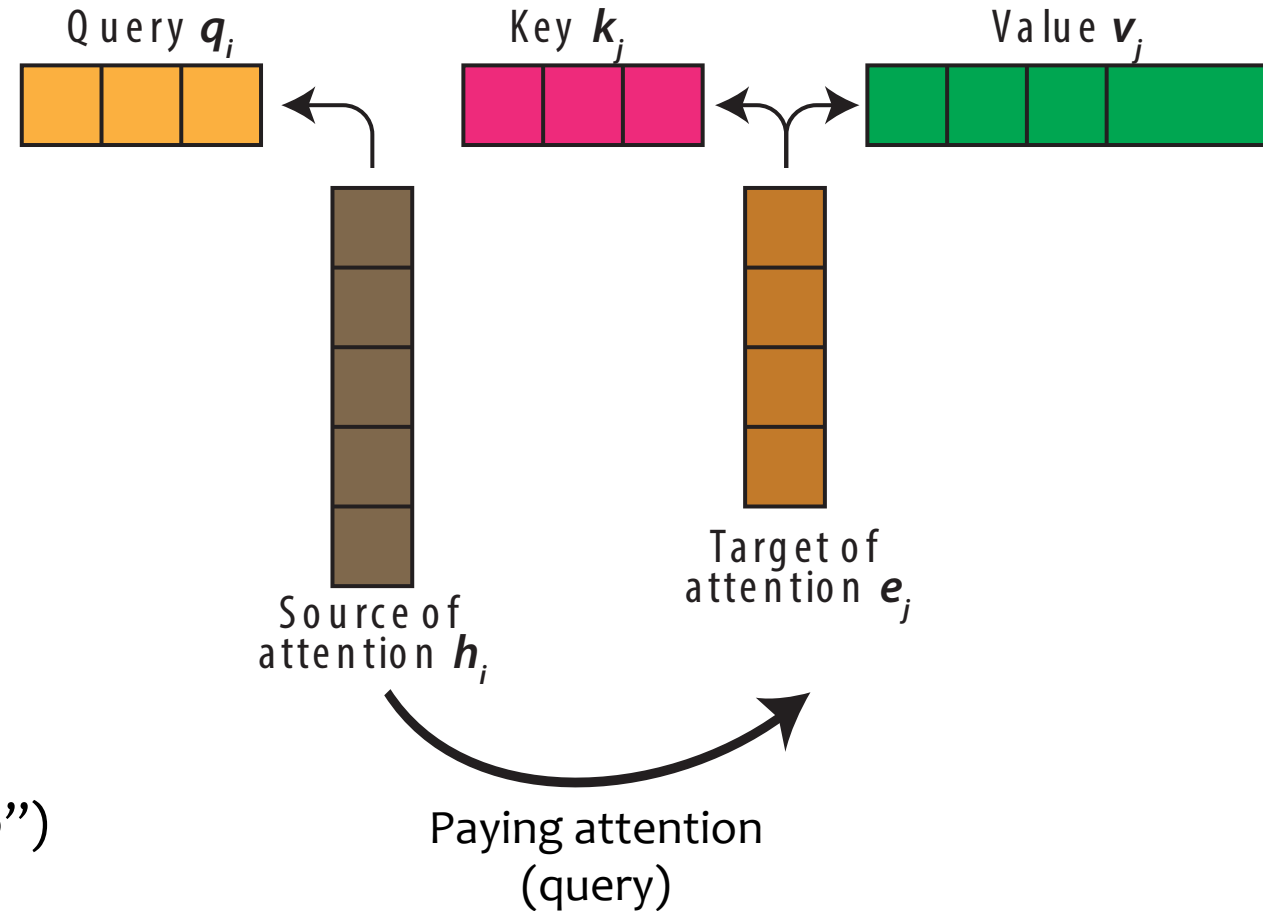 Query q_i
Key k_j
Value v_j
Target of
attention e_j
Source of
attention h_i
”)
Paying attention
(query)